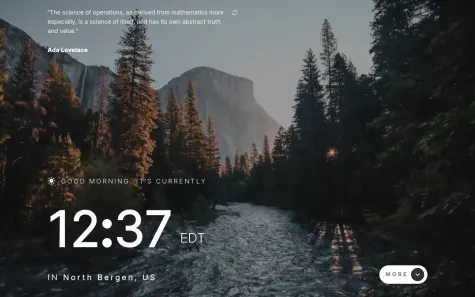 "The science of operations, as derived from mathematics more
especially, is a science of itself, and has its own abstract truth
and value."
Ada Lovelace
GOOD MORNING, IT'S CURRENTLY
12:37 EDT
IN North Bergen, US
MORE